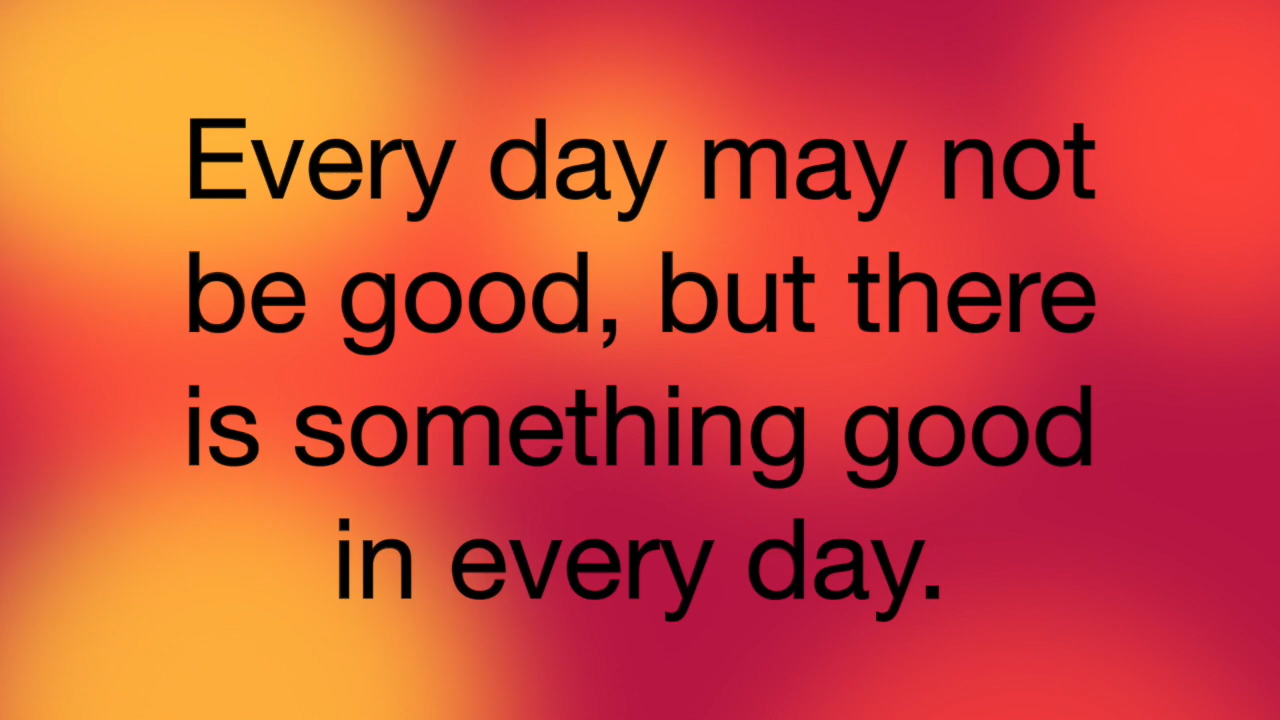 Every day may not
be good, but there
is something good
in every day.